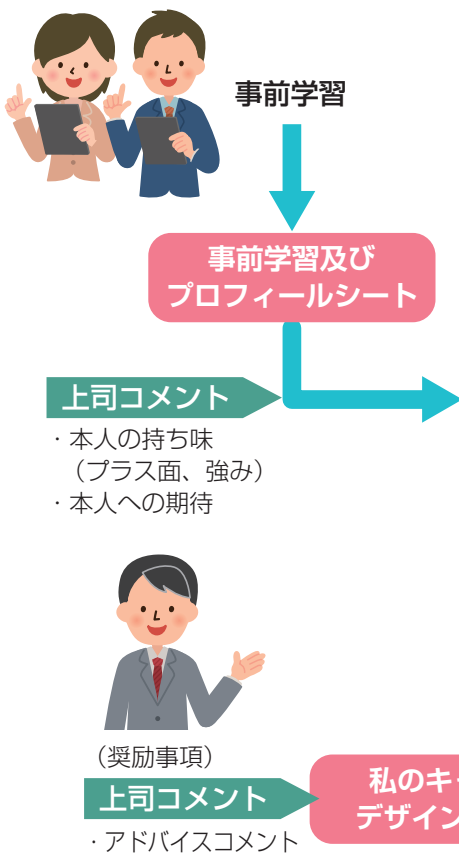 事前学習
事前学習及び
プロフィールシート
上司コメント
・本人の持ち味
（プラス面、強み）
・本人への期待
（奨励事項）
上司コメント
・アドバイスコメント
私のキ
デザイン